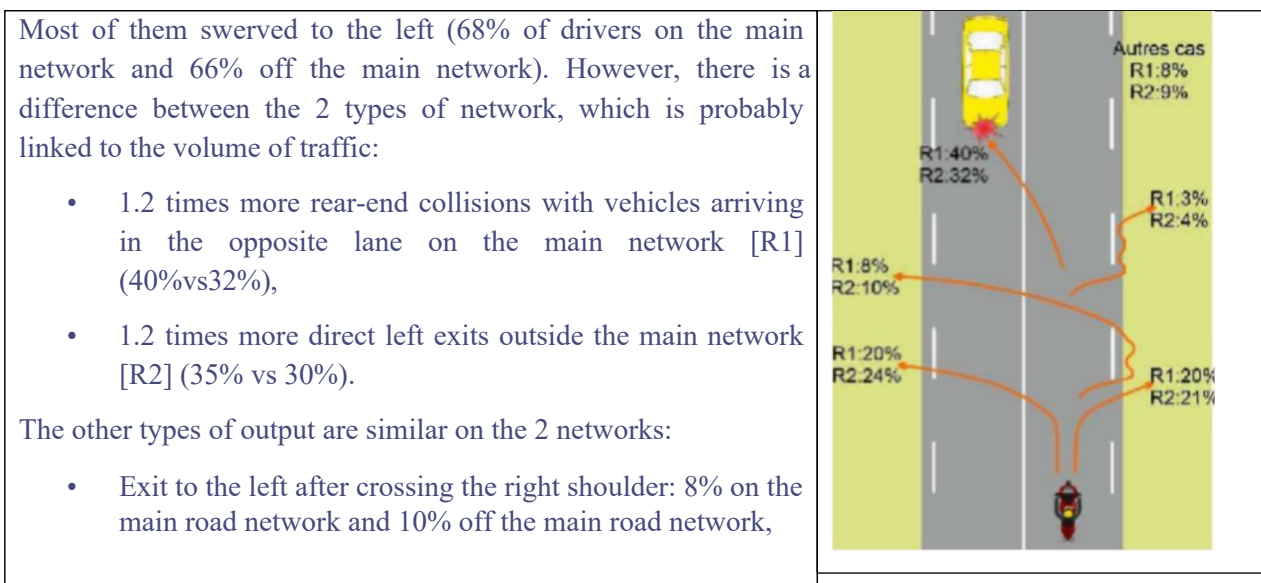 Most of them swerved to the left (68% of drivers on the main
network and 66% off the main network). However, there is a
difference between the 2 types of network, which is probably
linked to the volume of traffic:
• 1.2 times more rear-end collisions with vehicles arriving
in the opposite lane on the main network [R1]
(40%vs32%),
• 1.2 times more direct left exits outside the main network
[R2] (35% vs 30%).
The other types of output are similar on the 2 networks:
• Exit to the left after crossing the right shoulder: 8% on the
main road network and 10% off the main road network,
Autres cas
R1:8%
R2:9%
R1:40%
R2:32%
R1:3%
R2:4%
R1:8%
R2:10%
R1:20%
R2:24%
R1:20%
R2:21%